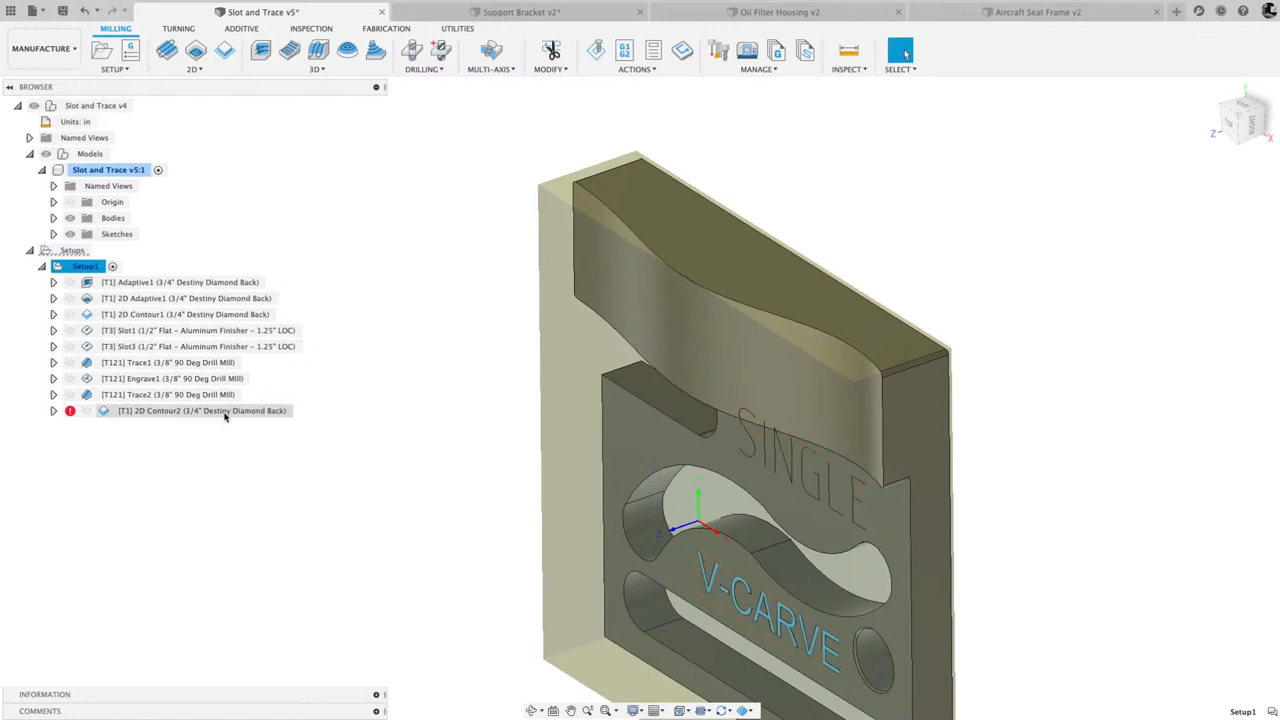 Slot and Trace v5* Support Bracket v2* Oil Filter Housing v2 Aircraft Seat Frame v2
MANUFACTURE
MILLING TURNING ADDITIVE INSPECTION FABRICATION UTILITIES
G1
G2
SETUP 2D 3D DRILLING MULTI-AXIS MODIFY ACTIONS MANAGE INSPECT SELECT
BROWSER
Slot and Trace v4
Units: in
Named Views
Models
Slot and Trace v5:1
Named Views
Origin
Bodies
Sketches
Setups
Setup1
[T1] Adaptive1 (3/4" Destiny Diamond Back)
[T1] 2D Adaptive1 (3/4" Destiny Diamond Back)
[T1] 2D Contour1 (3/4" Destiny Diamond Back)
[T3] Slot1 (1/2" Flat - Aluminum Finisher - 1.25" LOC)
[T3] Slot3 (1/2" Flat - Aluminum Finisher - 1.25" LOC)
[T121] Trace1 (3/8" 90 Deg Drill Mill)
[T121] Engrave1 (3/8" 90 Deg Drill Mill)
[T121] Trace2 (3/8" 90 Deg Drill Mill)
[T1] 2D Contour2 (3/4" Destiny Diamond Back)
SINGLE
V-CARVE
Y
Z
X
RIGHT
Z
INFORMATION
COMMENTS
Setup1